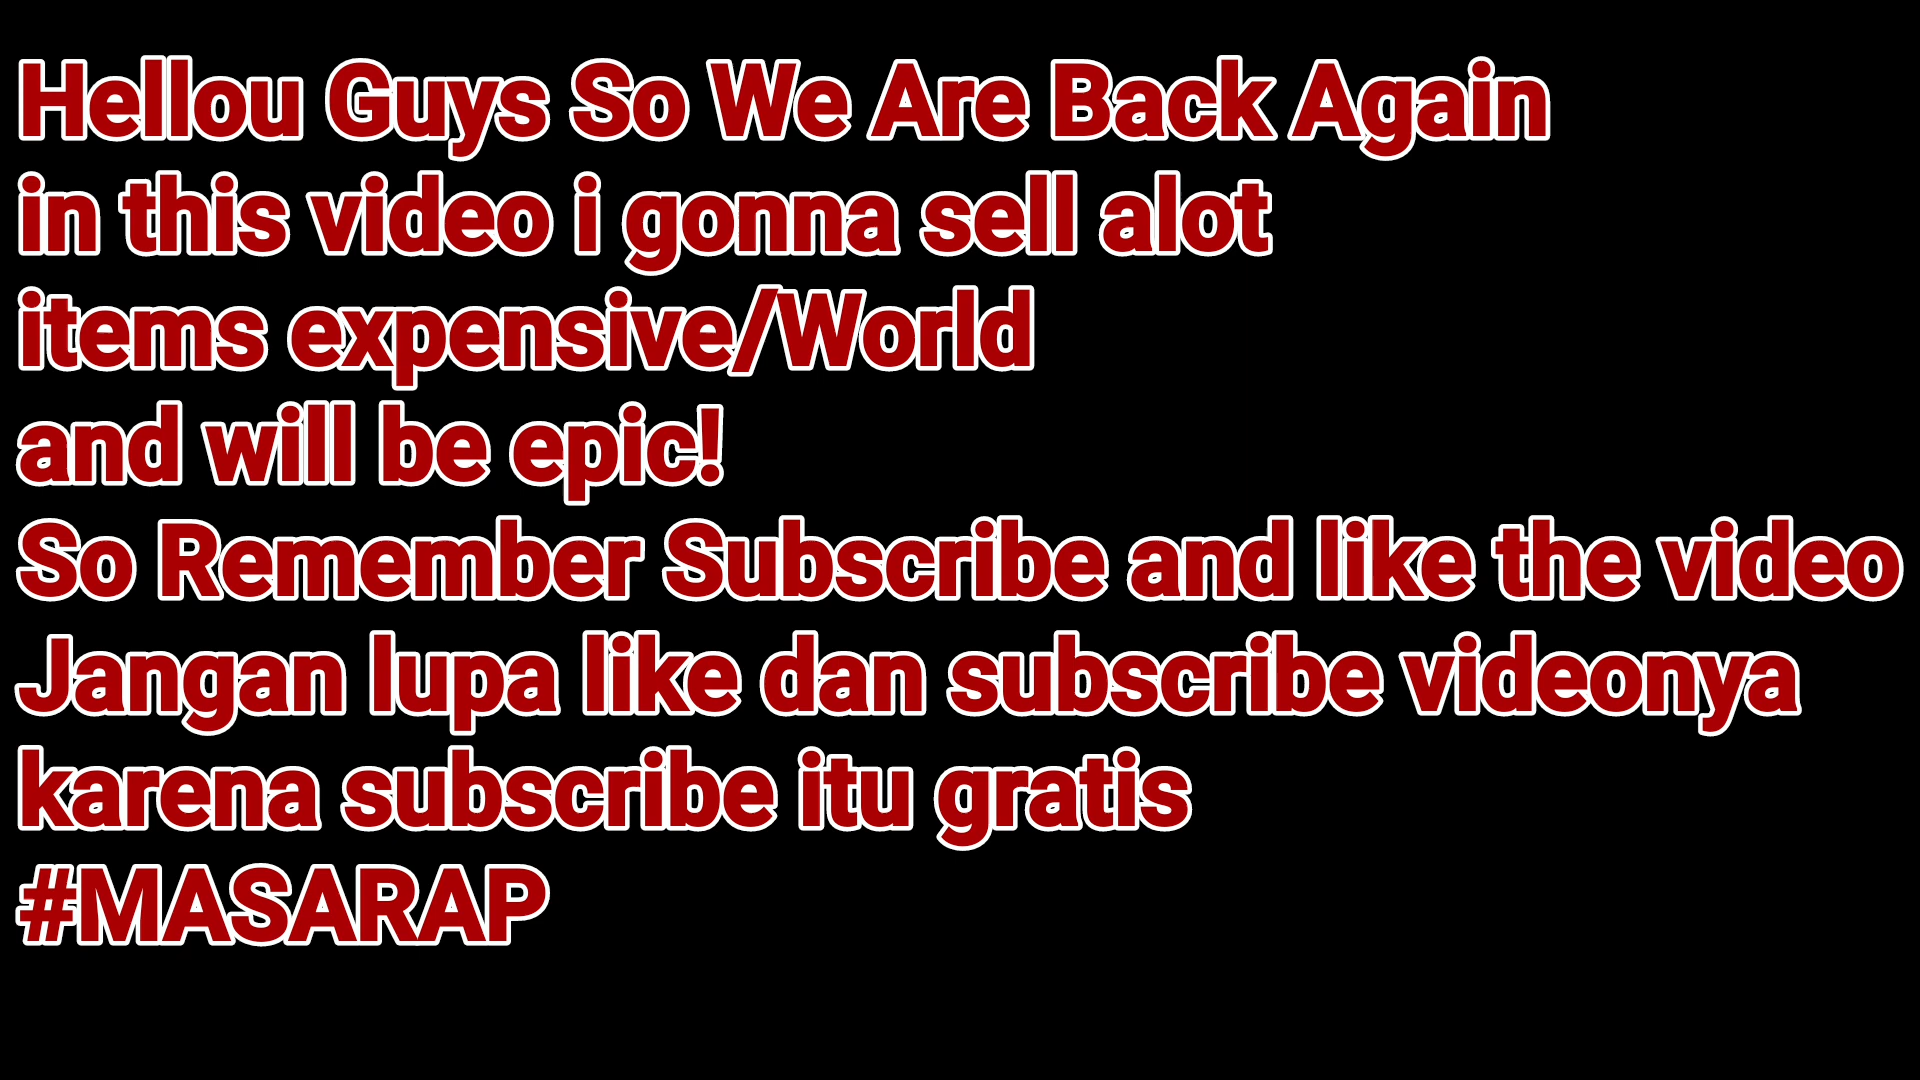 Hellou Guys So We Are Back Again
in this video i gonna sell alot
items expensive/World
and will be epic!
So Remember Subscribe and like the video
Jangan lupa like dan subscribe videonya
karena subscribe itu gratis
#MASARAP